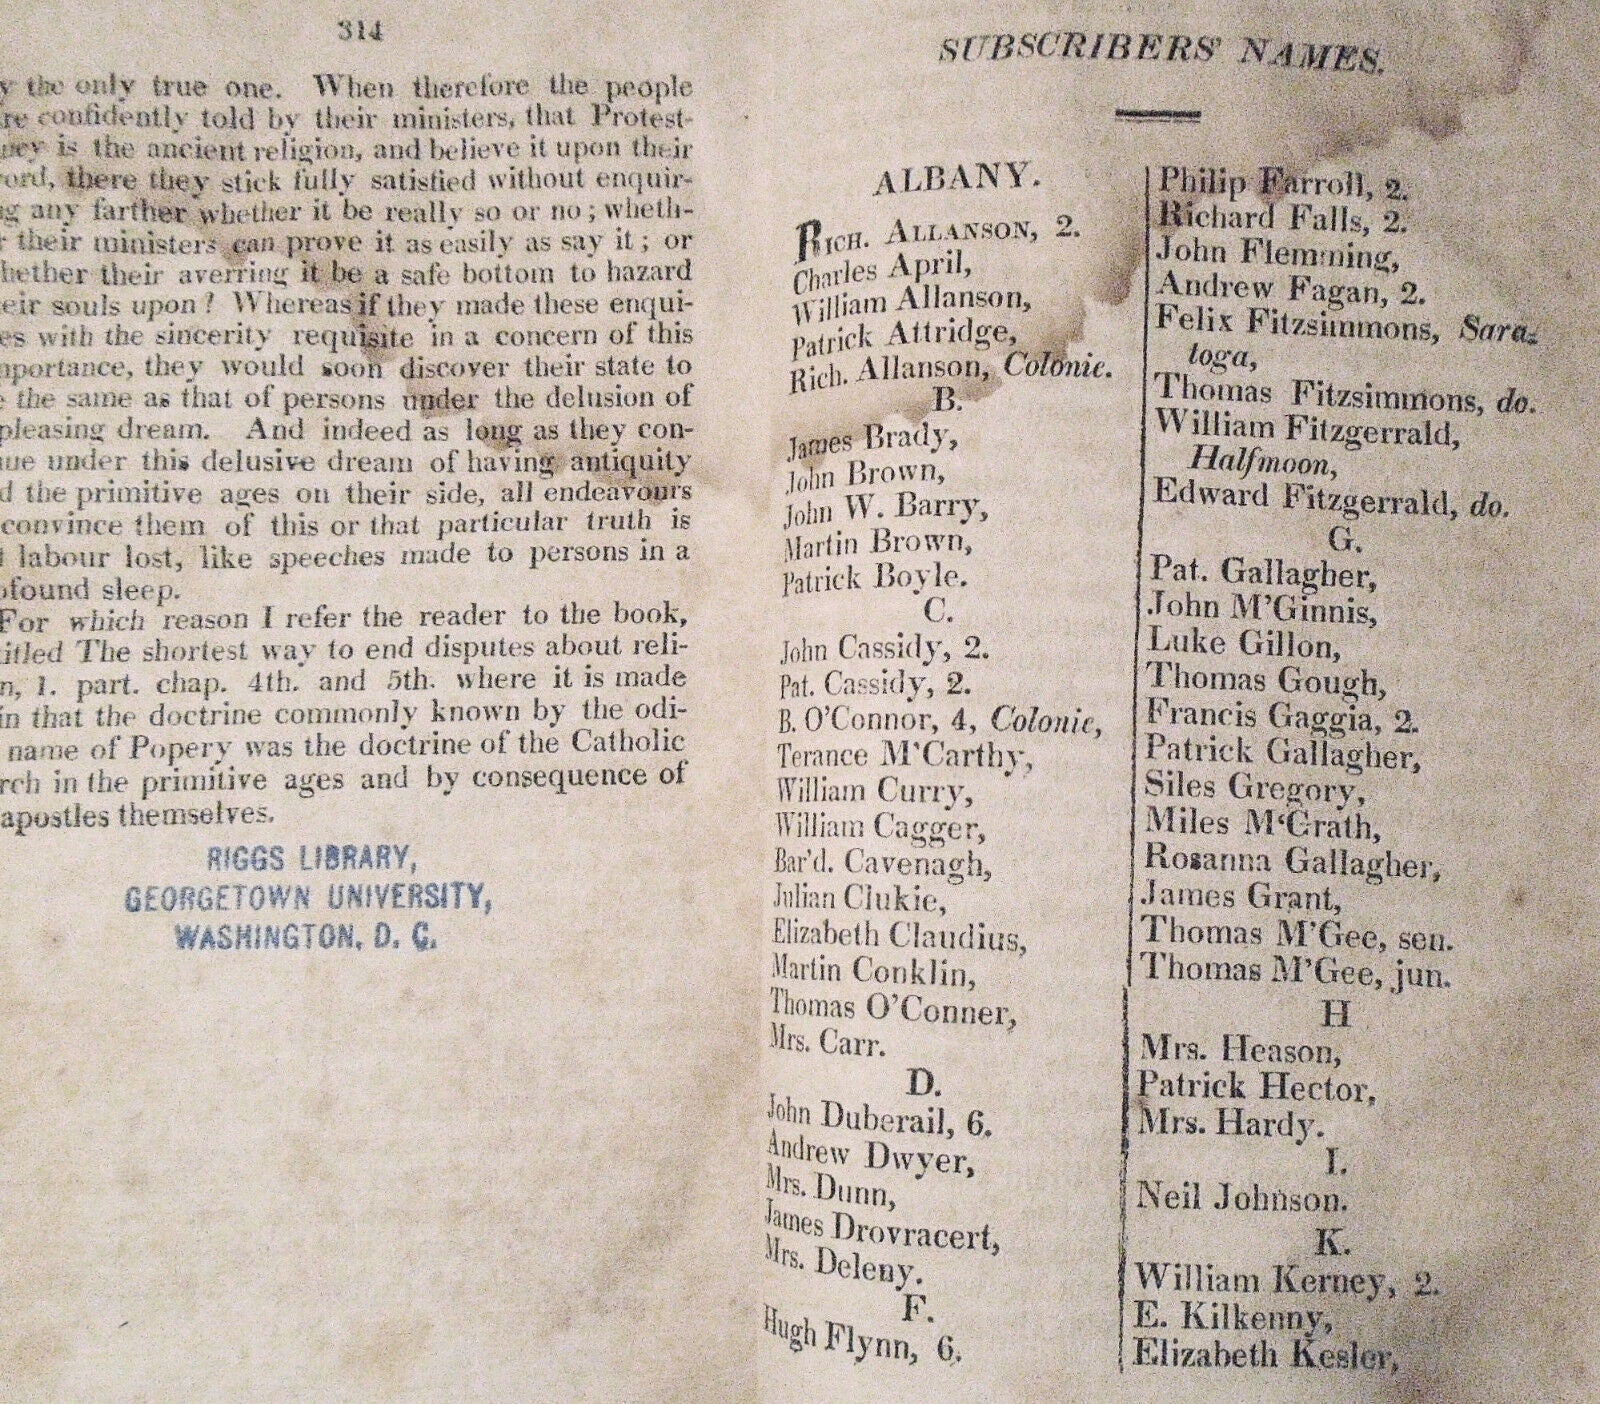 314
y the only true one. When therefore the people
re confidently told by their ministers, that Protest-
ncy is the ancient religion, and believe it upon their
ord, there they stick fully satisfied without enquir-
g any farther whether it be really so or no; wheth-
r their ministers can prove it as easily as say it; or
hether their averring it be a safe bottom to hazard
eir souls upon? Whereas if they made these enqui-
es with the sincerity requisite in a concern of this
mportance, they would soon discover their state to
e the same as that of persons under the delusion of
pleasing dream. And indeed as long as they con-
ue under this delusive dream of having antiquity
d the primitive ages on their side, all endeavours
convince them of this or that particular truth is
labour lost, like speeches made to persons in a
ofound sleep.
For which reason I refer the reader to the book,
itled The shortest way to end disputes about reli-
n, 1. part. chap. 4th. and 5th. where it is made
in that the doctrine commonly known by the odi-
name of Popery was the doctrine of the Catholic
rch in the primitive ages and by consequence of
apostles themselves.
RIGGS LIBRARY,
GEORGETOWN UNIVERSITY,
WASHINGTON, D. C.
SUBSCRIBERS' NAMES.
ALBANY.
RICH. ALLANSON, 2.
Charles April,
William Allanson,
Patrick Attridge,
Rich. Allanson, Colonie.
B.
James Brady,
John Brown,
John W. Barry,
Martin Brown,
Patrick Boyle.
C.
John Cassidy, 2.
Pat. Cassidy, 2.
B. O'Connor, 4, Colonie,
Terance M'Carthy,
William Curry,
William Cagger,
Bar'd. Cavenagh,
Julian Clukie,
Elizabeth Claudius,
Martin Conklin,
Thomas O'Conner,
Mrs. Carr.
D.
John Duberail, 6.
Andrew Dwyer,
Mrs. Dunn,
James Drovracert,
Mrs. Deleny.
F.
Hugh Flynn, 6.
Philip Farroll, 2.
Richard Falls, 2.
John Flemming,
Andrew Fagan, 2.
Felix Fitzsimmons, Sara-
toga,
Thomas Fitzsimmons, do.
William Fitzgerrald,
Halfmoon,
Edward Fitzgerrald, do.
G.
Pat. Gallagher,
John M'Ginnis,
Luke Gillon,
Thomas Gough,
Francis Gaggia, 2.
Patrick Gallagher,
Siles Gregory,
Miles M'Grath,
Rosanna Gallagher,
James Grant,
Thomas M'Gee, sen.
Thomas M'Gee, jun.
H
Mrs. Heason,
Patrick Hector,
Mrs. Hardy.
I.
Neil Johnson.
K.
William Kerney, 2.
E. Kilkenny,
Elizabeth Kesler,